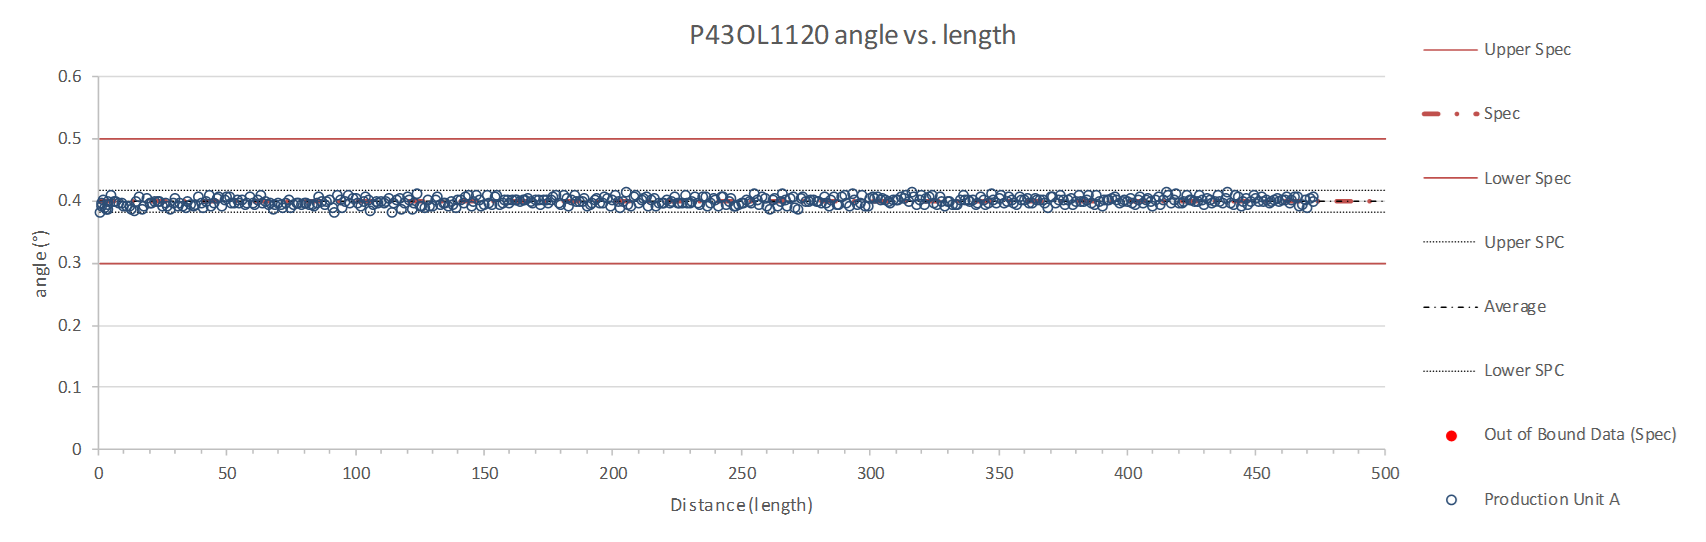 P43OL1120 angle vs. length
0.6
0.5
0.4
0.3
0.2
0.1
0
angle (°)
0 50 100 150 200 250 300 350 400 450 500
Distance (length)
Upper Spec
Spec
Lower Spec
Upper SPC
Average
Lower SPC
Out of Bound Data (Spec)
Production Unit A